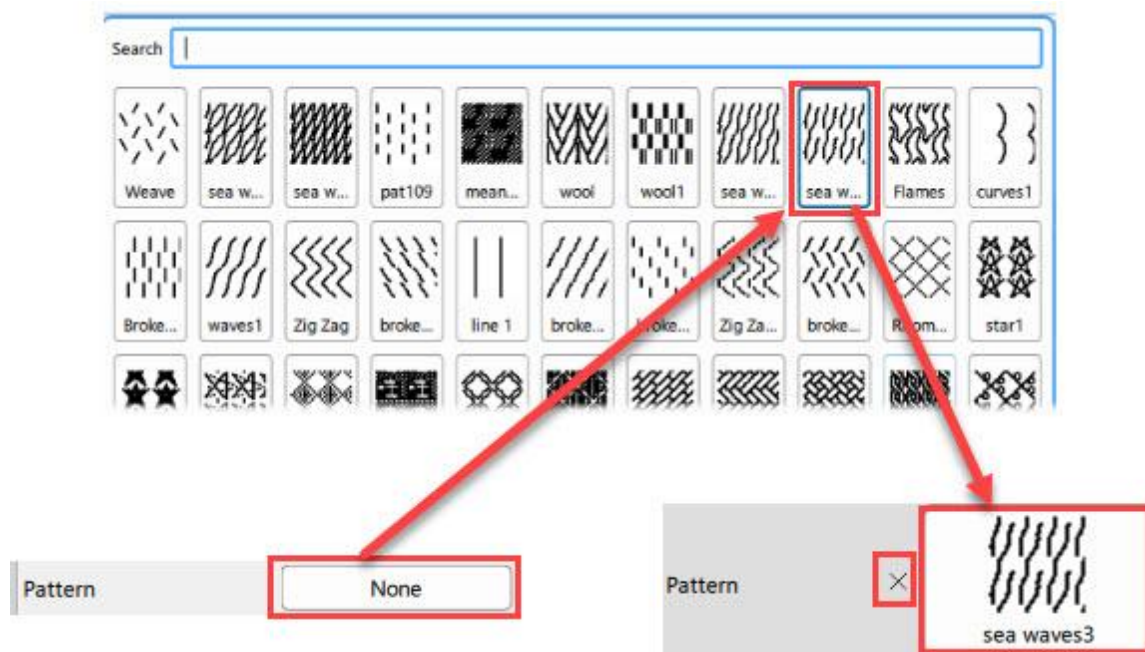 Search
Weave sea w... sea w... pat109 mean... wool wool1 sea w... sea w... Flames curves1
Broke... waves1 Zig Zag broke... line 1 broke... broke... Zig Za... broke... star1
Pattern None
Pattern
sea waves3